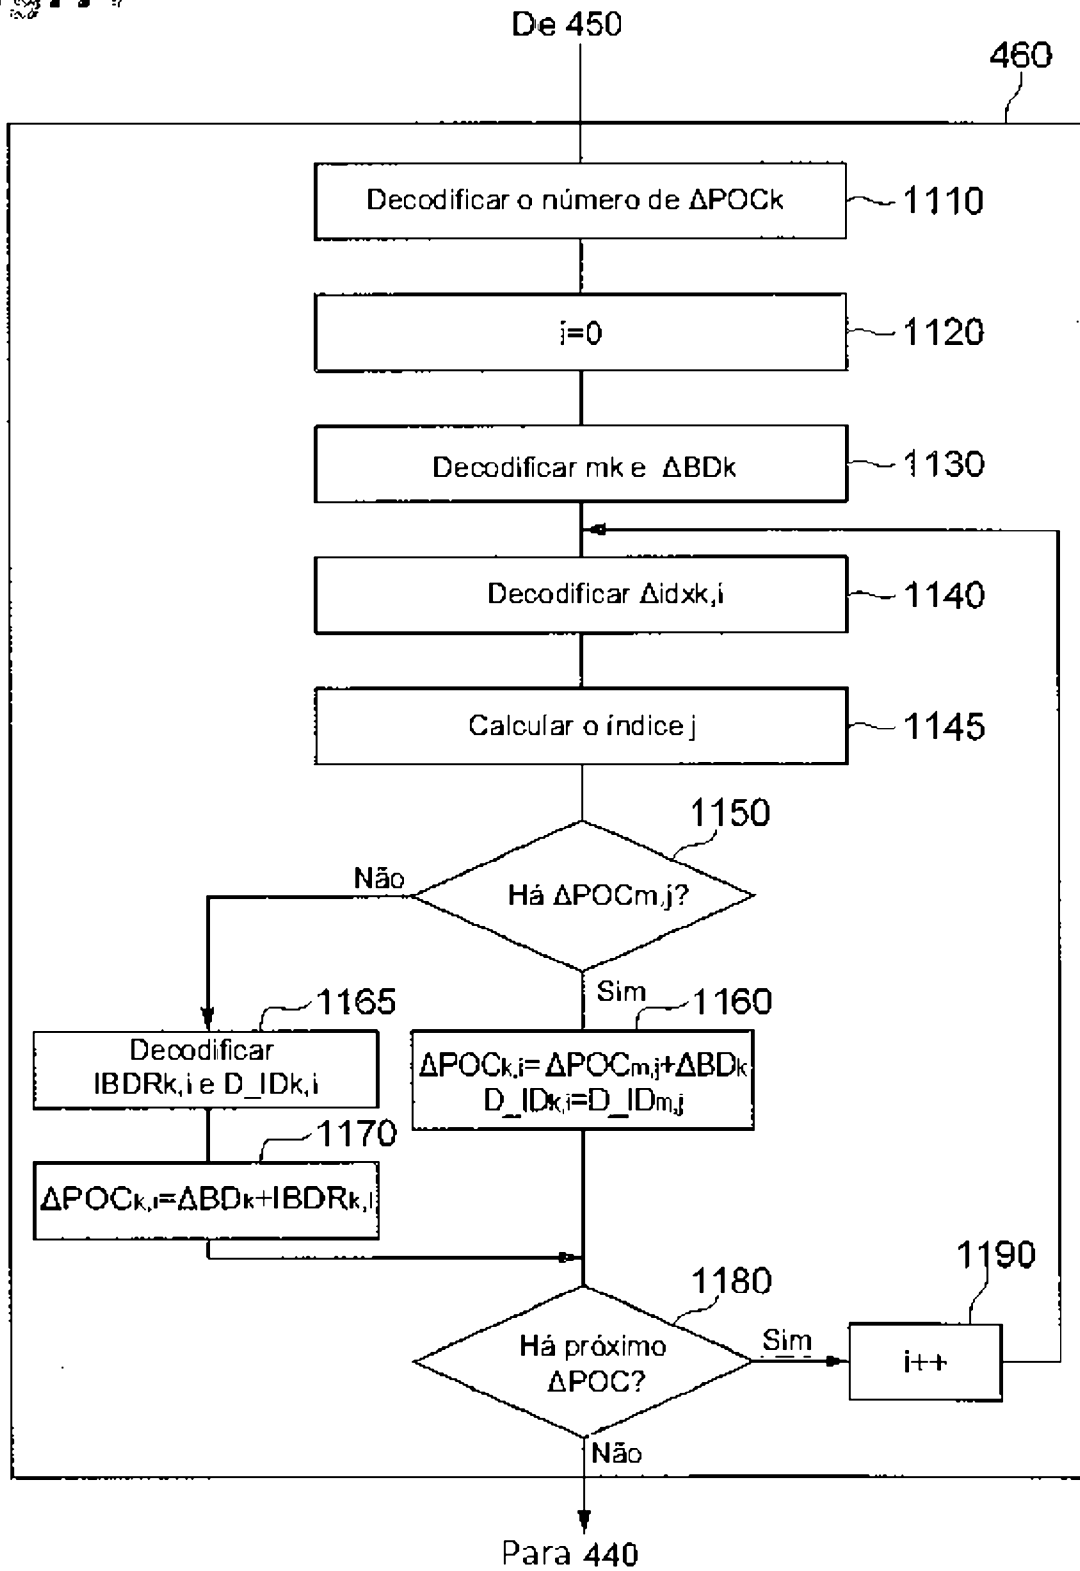 De 450
460
Decodificar o número de ΔPOCk
1110
i=0
1120
Decodificar mk e ΔBDk
1130
Decodificar Δidxk,i
1140
Calcular o índice j
1145
1150
Há ΔPOCm,j?
Não
Sim
1165
1160
Decodificar
IBDRk,i e D_IDk,i
ΔPOCk,i= ΔPOCm,j+ΔBDk
D_IDk,i=D_IDm,j
1170
ΔPOCk,i=ΔBDk+IBDRk,i
1180
1190
Há próximo
ΔPOC?
Sim
i++
Não
Para 440